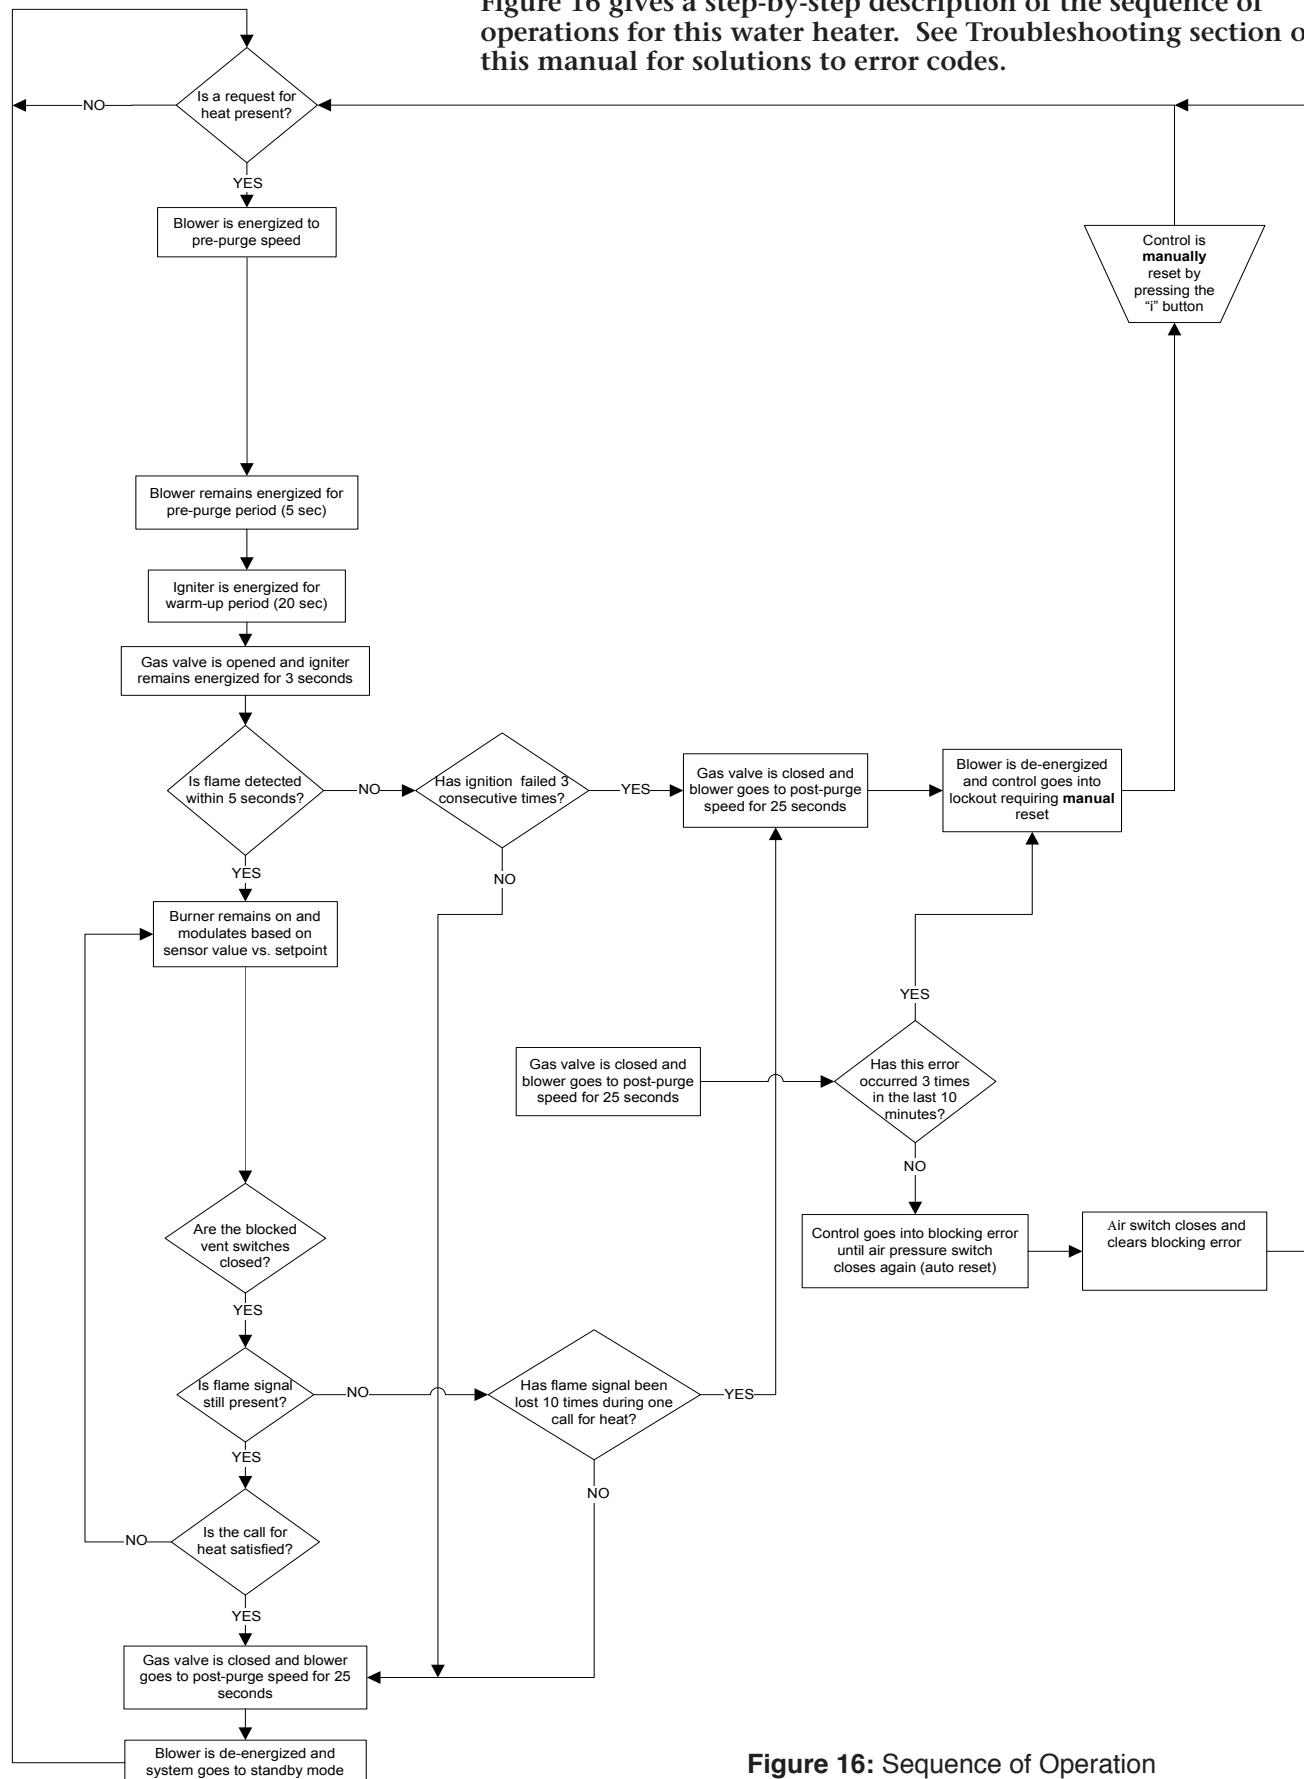 Figure 16 gives a step-by-step description of the sequence of
operations for this water heater. See Troubleshooting section o
this manual for solutions to error codes.
Is a request for
heat present?
NO
YES
Blower is energized to
pre-purge speed
Control is
manually
reset by
pressing the
“i” button
Blower remains energized for
pre-purge period (5 sec)
Igniter is energized for
warm-up period (20 sec)
Gas valve is opened and igniter
remains energized for 3 seconds
Is flame detected
within 5 seconds?
NO
Has ignition failed 3
consecutive times?
YES
Gas valve is closed and
blower goes to post-purge
speed for 25 seconds
Blower is de-energized
and control goes into
lockout requiring manual
reset
YES
NO
Burner remains on and
modulates based on
sensor value vs. setpoint
YES
Gas valve is closed and
blower goes to post-purge
speed for 25 seconds
Has this error
occurred 3 times
in the last 10
minutes?
NO
Are the blocked
vent switches
closed?
Control goes into blocking error
until air pressure switch
closes again (auto reset)
Air switch closes and
clears blocking error
YES
Is flame signal
still present?
NO
Has flame signal been
lost 10 times during one
call for heat?
YES
YES
NO
Is the call for
heat satisfied?
NO
YES
Gas valve is closed and blower
goes to post-purge speed for 25
seconds
Blower is de-energized and
system goes to standby mode
Figure 16: Sequence of Operation